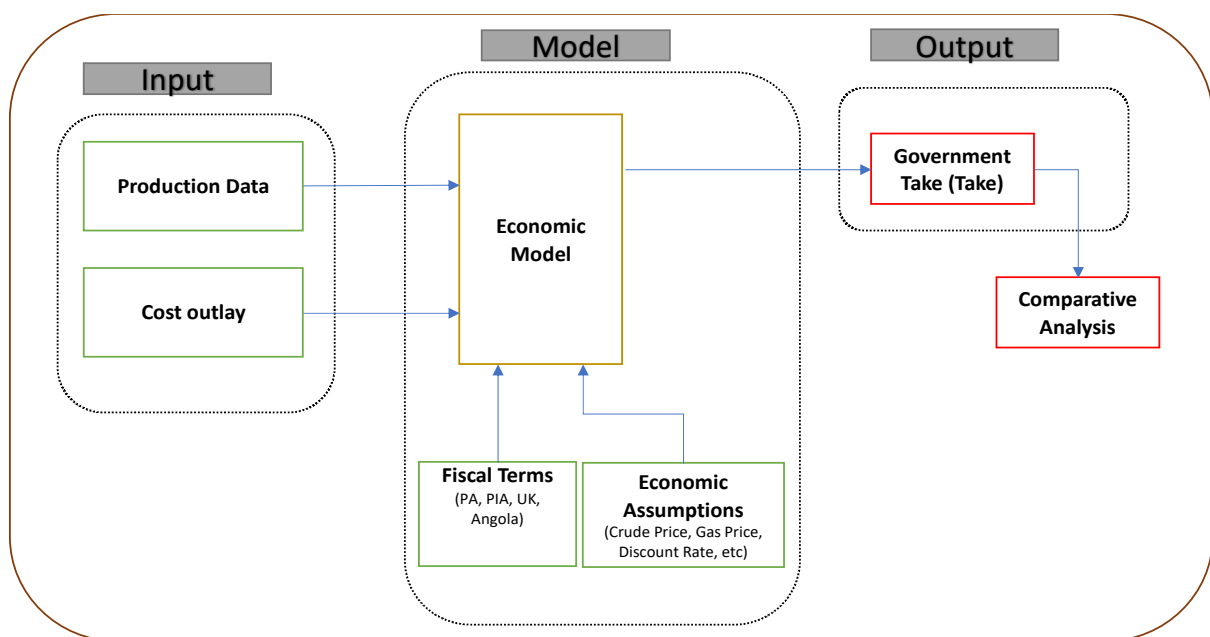 Input
Model
Output
Production Data
Cost outlay
Economic
Model
Government
Take (Take)
Comparative
Analysis
Fiscal Terms
(PA, PIA, UK,
Angola)
Economic
Assumptions
(Crude Price, Gas Price,
Discount Rate, etc)